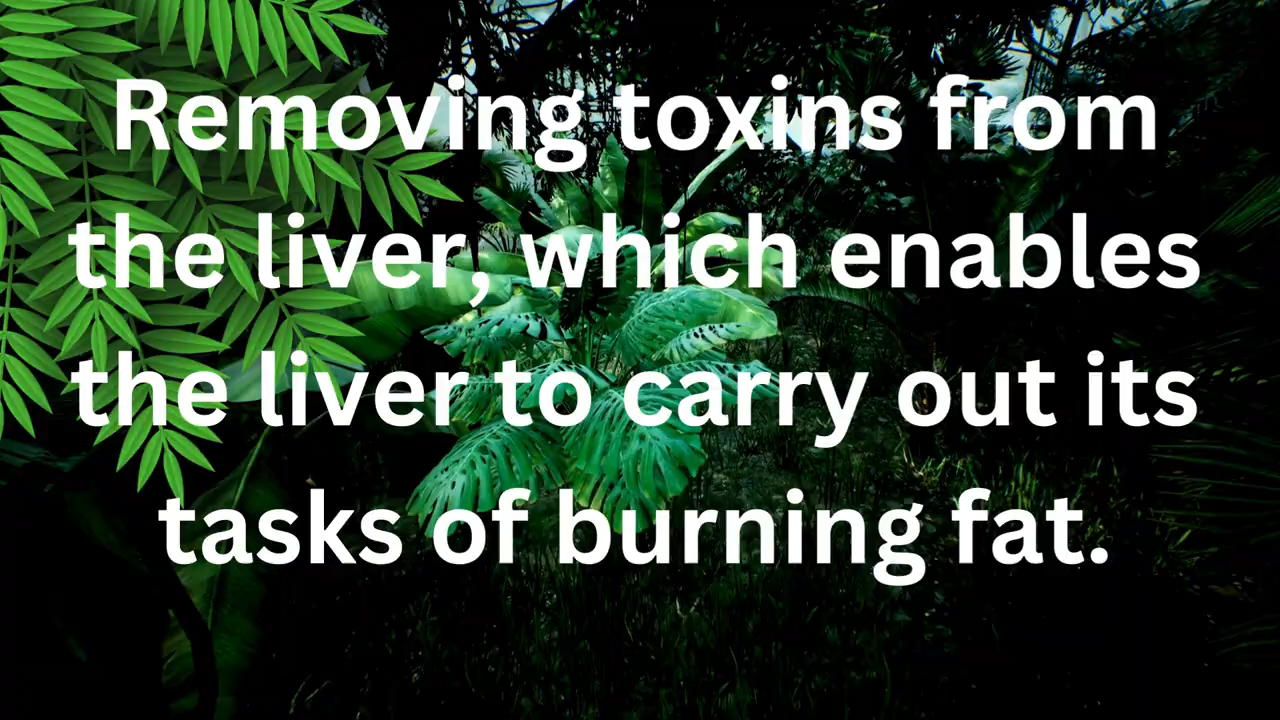 Removing toxins from
the liver, which enables
the liver to carry out its
tasks of burning fat.